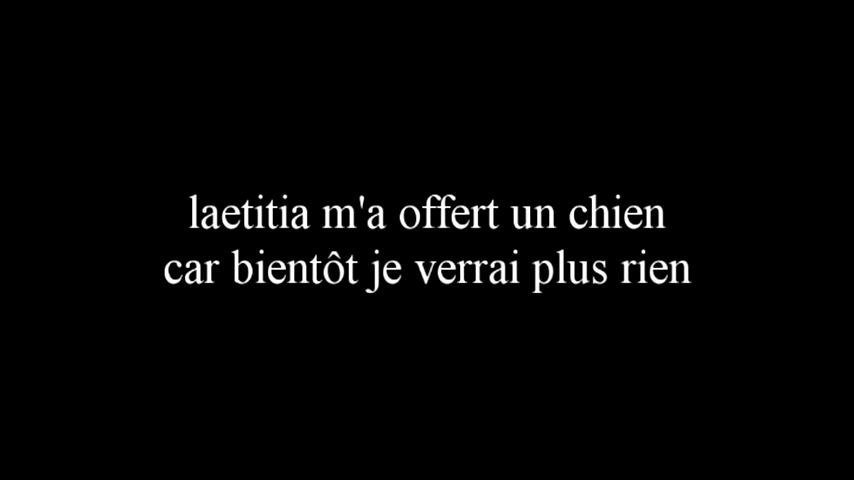 laetitia m'a offert un chien
car bientôt je verrai plus rien